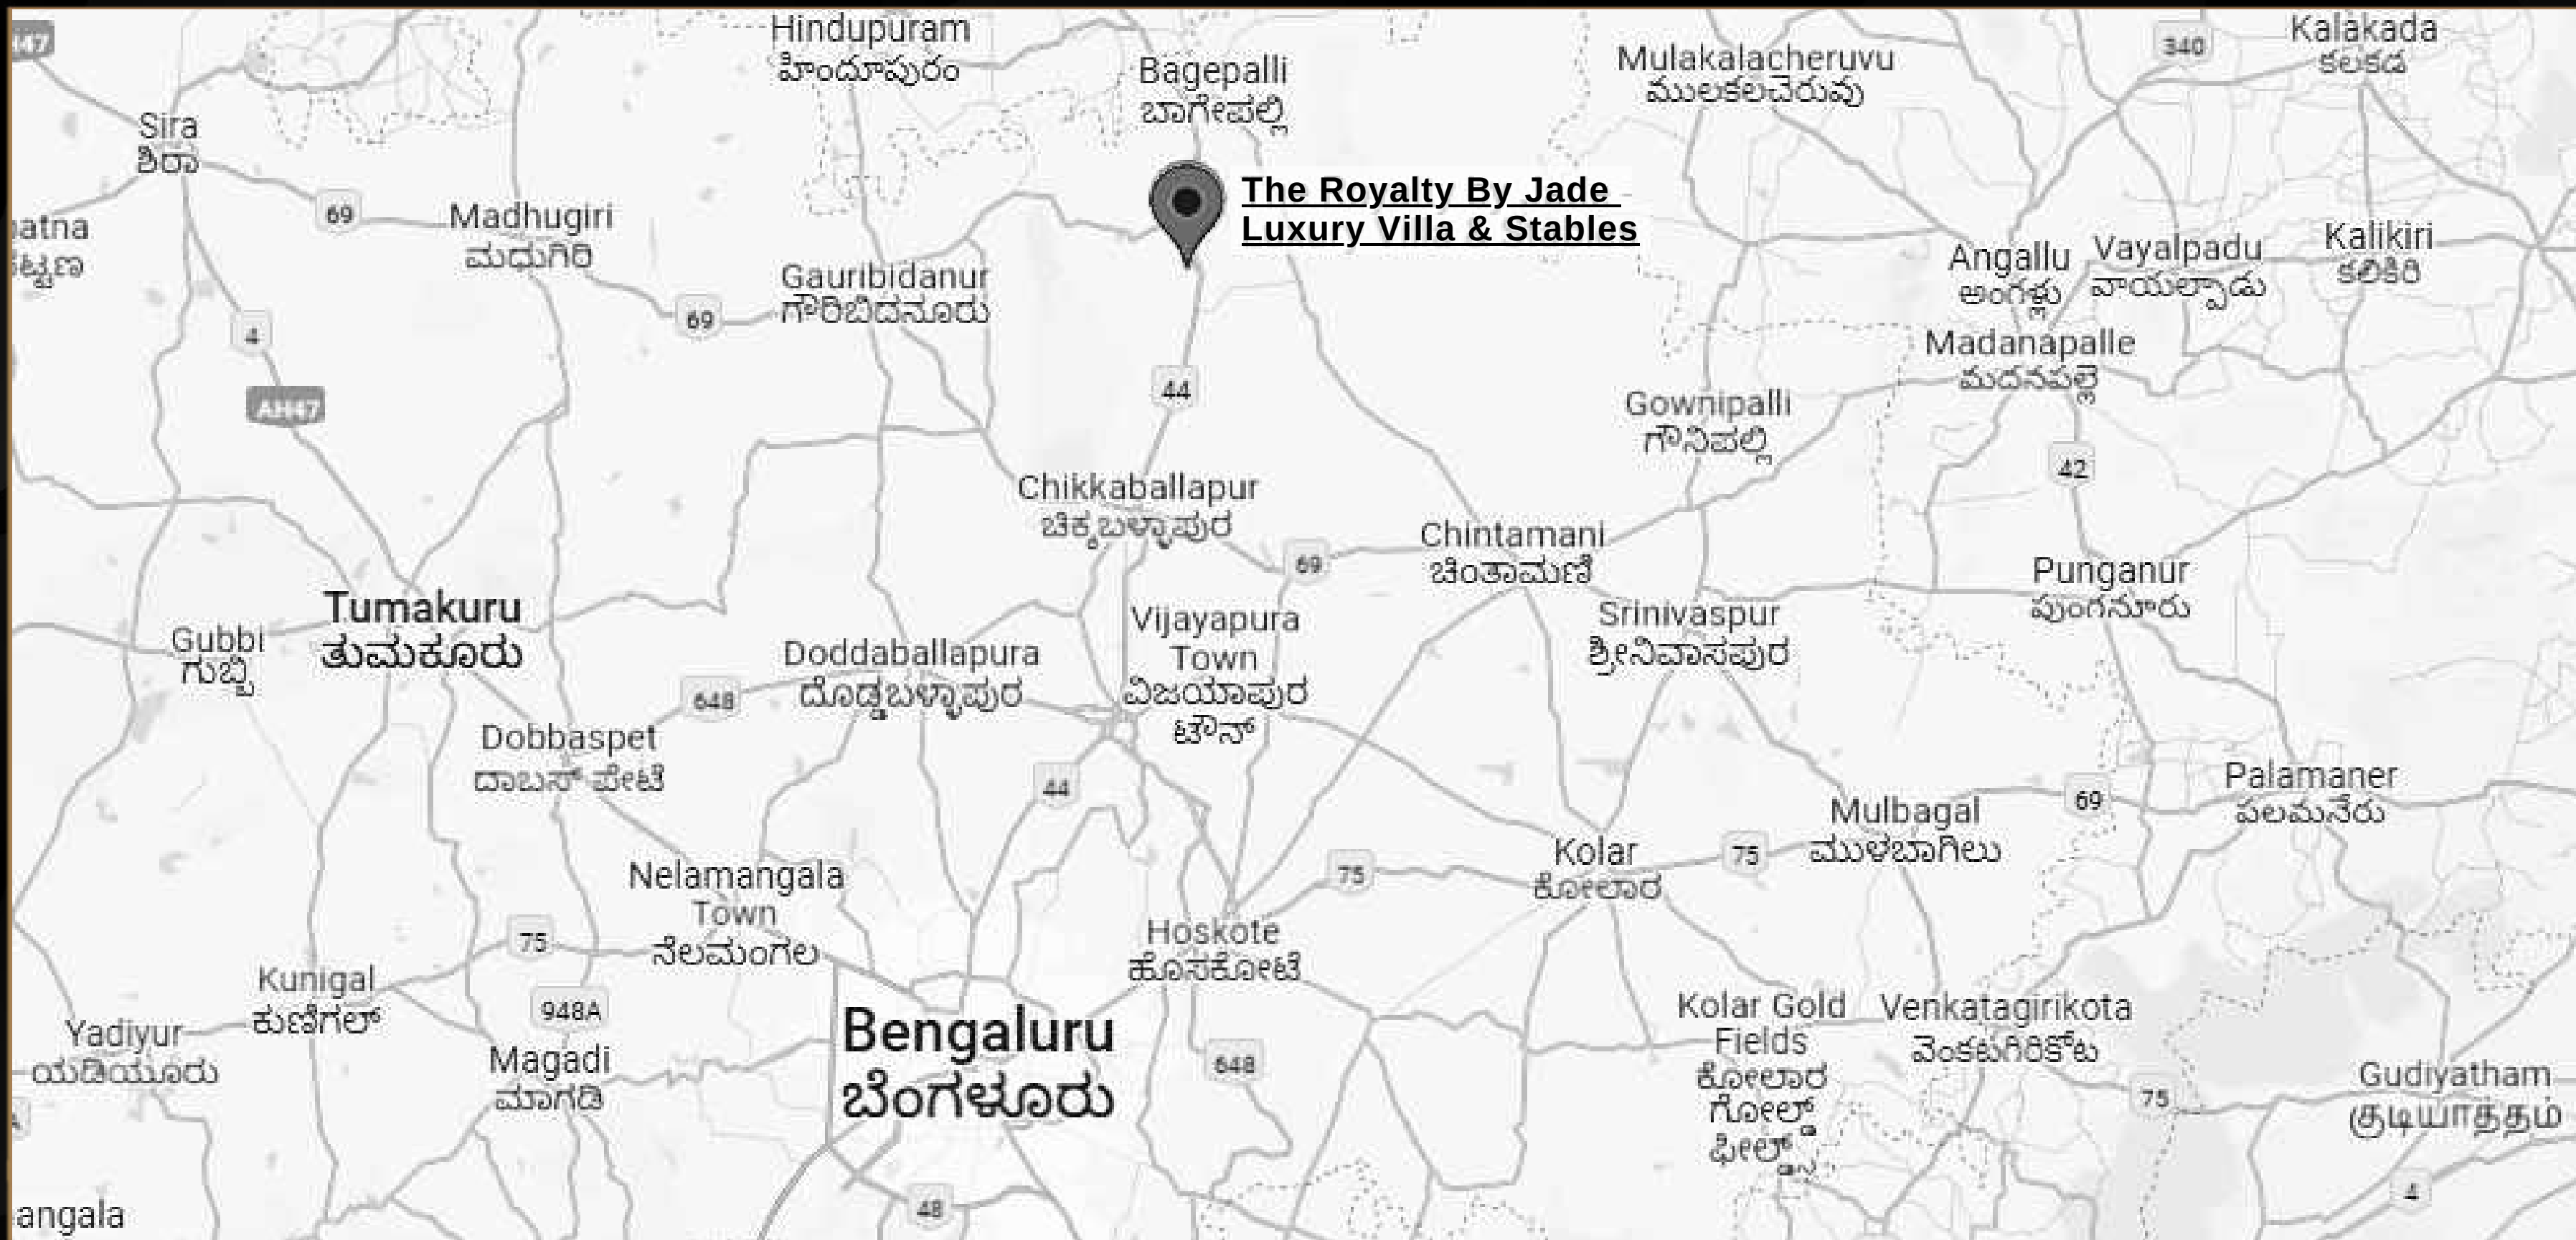 H47
Hindupuram
హిందూపురం
Bagepalli
ಬಾಗೇಪಲ್ಲಿ
Mulakalacheruvu
ములకలచెరువు
340
Kalakada
కలకడ
Sira
ಶಿರಾ
69
Madhugiri
ಮಧುಗಿರಿ
The Royalty By Jade
Luxury Villa & Stables
atna
ಟ್ಟಣ
Gauribidanur
ಗೌರಿಬಿದನೂರು
69
Angallu
అంగళ్లు
Vayalpadu
వాయల్పాడు
Kalikiri
కలికిరి
4
AH47
44
Madanapalle
మదనపల్లె
Gownipalli
ಗೌನಿಪಲ್ಲಿ
42
Chikkaballapur
ಚಿಕ್ಕಬಳ್ಳಾಪುರ
69
Chintamani
ಚಿಂತಾಮಣಿ
Punganur
పుంగనూరు
Tumakuru
ತುಮಕೂರು
Gubbi
ಗುಬ್ಬಿ
Vijayapura
Town
ವಿಜಯಾಪುರ
ಟೌನ್
Srinivaspur
ಶ್ರೀನಿವಾಸಪುರ
Doddaballapura
ದೊಡ್ಡಬಳ್ಳಾಪುರ
648
Dobbaspet
ದಾಬಸ್ ಪೇಟೆ
44
Palamaner
పలమనేరు
69
Mulbagal
ಮುಳಬಾಗಿಲು
Kolar
ಕೋಲಾರ
75
75
Nelamangala
Town
ನೆಲಮಂಗಲ
75
Hoskote
ಹೊಸಕೋಟೆ
Kunigal
ಕುಣಿಗಲ್
948A
Bengaluru
ಬೆಂಗಳೂರು
Kolar Gold
Fields
ಕೋಲಾರ
ಗೋಲ್ಡ್
ಫೀಲ್ಡ್ಸ್
Venkatagirikota
వెంకటగిరికోట
Yadiyur
ಯಡಿಯೂರು
Magadi
ಮಾಗಡಿ
648
75
Gudiyatham
குடியாத்தம்
48
4
angala